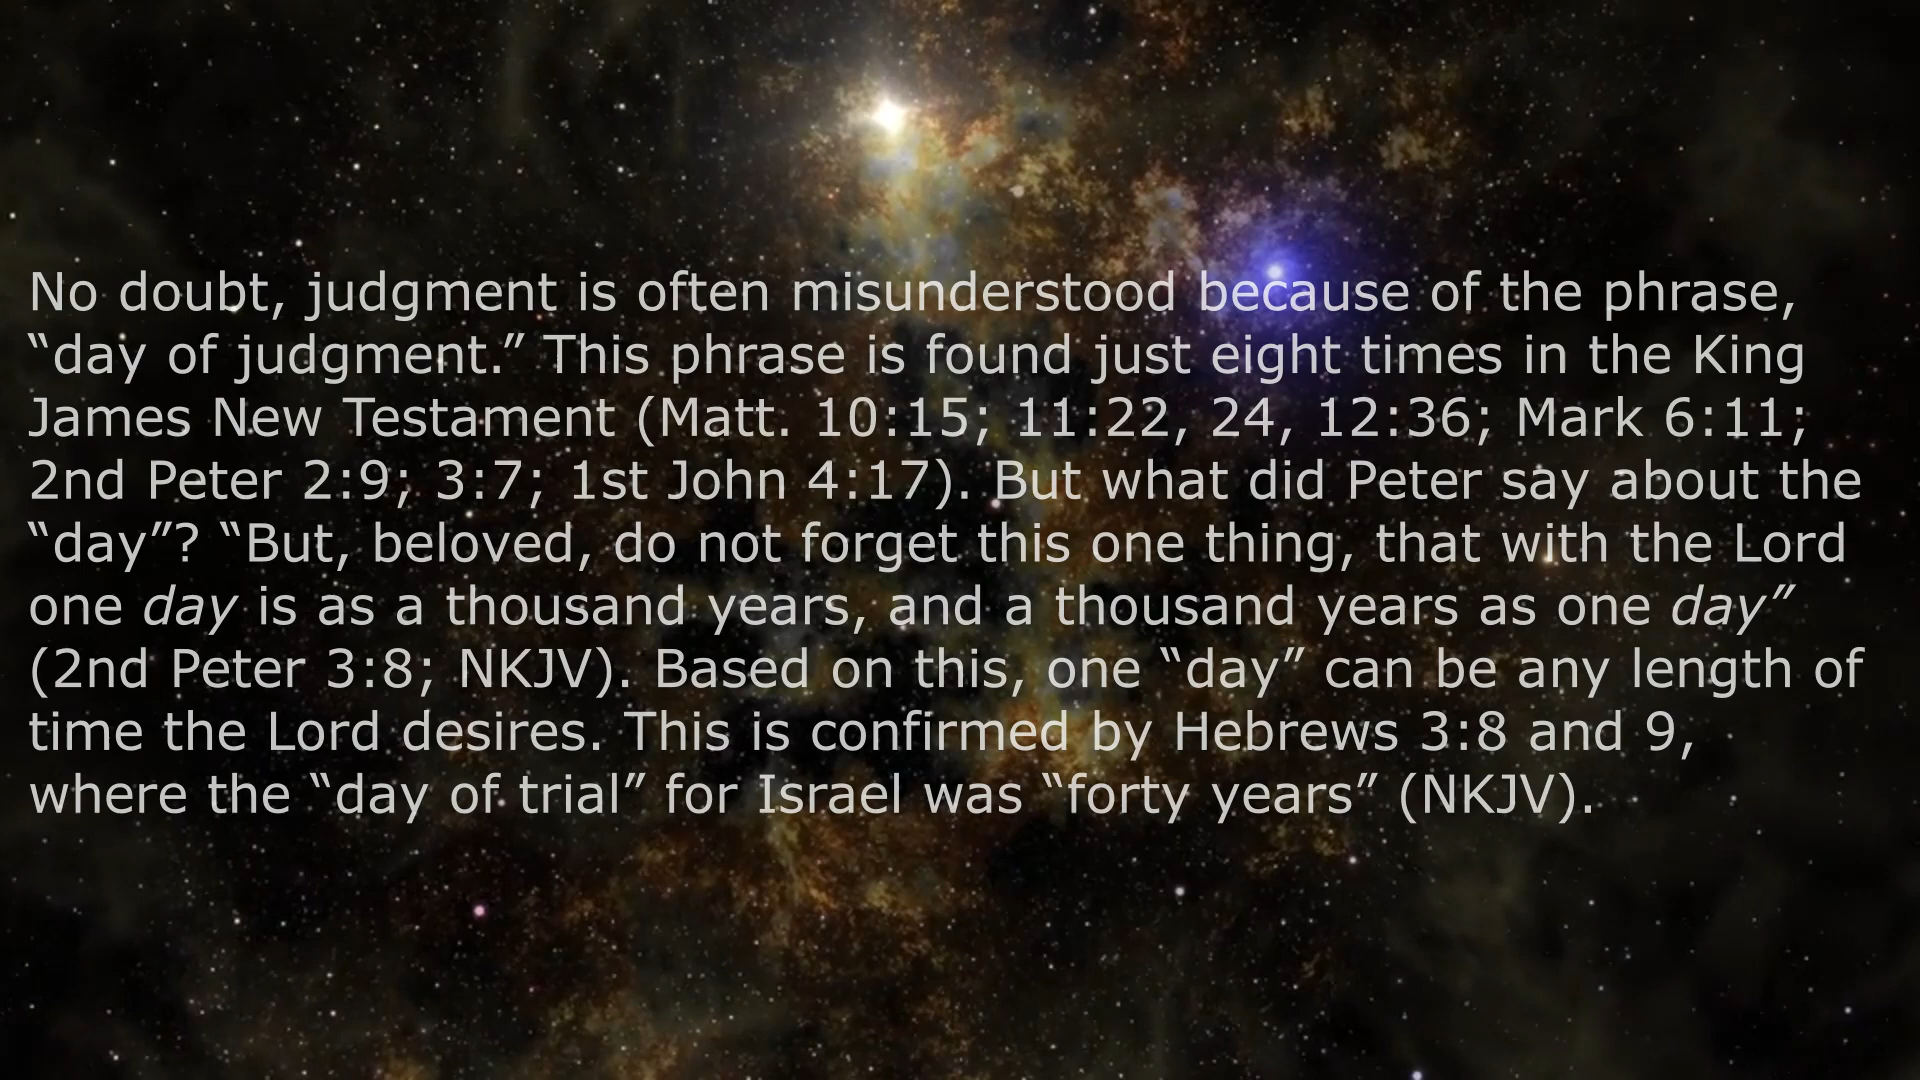 No doubt, judgment is often misunderstood because of the phrase,
“day of judgment.” This phrase is found just eight times in the King
James New Testament (Matt. 10:15; 11:22, 24, 12:36; Mark 6:11;
2nd Peter 2:9; 3:7; 1st John 4:17). But what did Peter say about the
“day”? “But, beloved, do not forget this one thing, that with the Lord
one day is as a thousand years, and a thousand years as one day”
(2nd Peter 3:8; NKJV). Based on this, one “day” can be any length of
time the Lord desires. This is confirmed by Hebrews 3:8 and 9,
where the “day of trial” for Israel was “forty years” (NKJV).